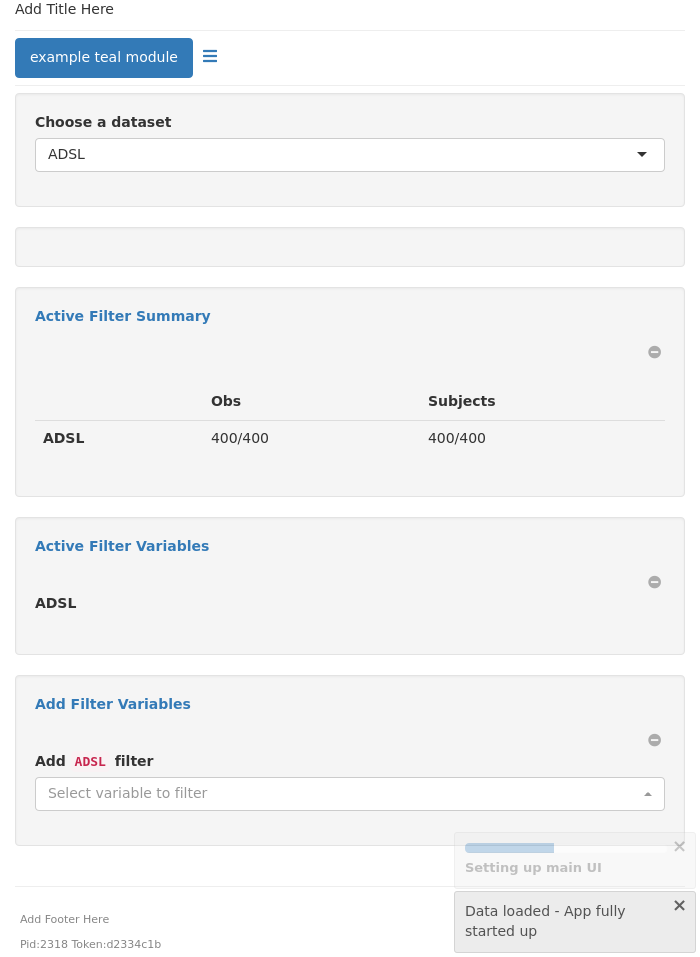 Add Title Here
example teal module
Choose a dataset
ADSL
Active Filter Summary
Obs Subjects
ADSL 400/400 400/400
Active Filter Variables
ADSL
Add Filter Variables
Add ADSL filter
Select variable to filter
Setting up main UI
Data loaded - App fully
started up
Add Footer Here
Pid:2318 Token:d2334c1b